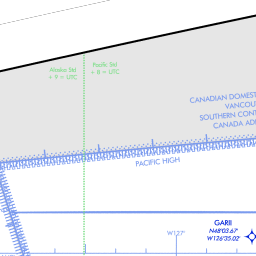 Alaska Std
+ 9 = UTC
Pacific Std
+ 8 = UTC
CANADIAN DOMEST
VANCOU
SOUTHERN CONT
CANADA AD
PACIFIC HIGH
GARII
N48°03.67'
W126°35.02'
W127°